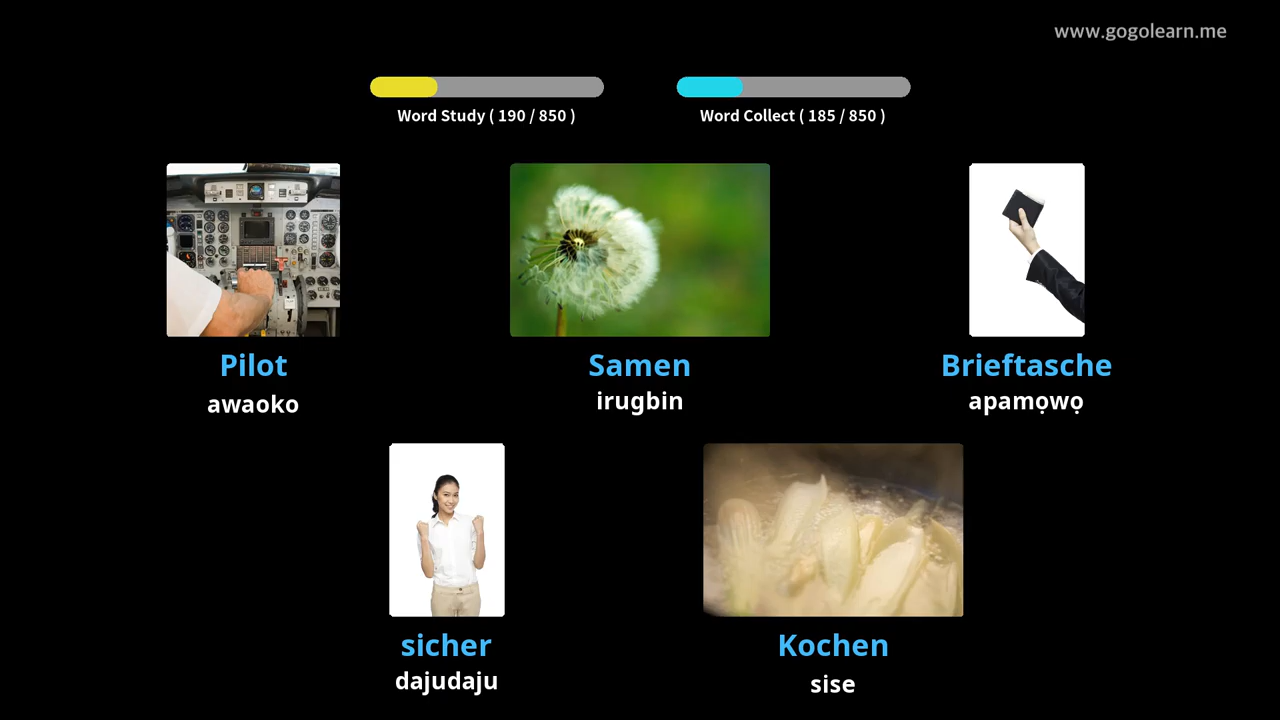 www.gogolearn.me
Word Study ( 190 / 850 )
Word Collect ( 185 / 850 )
Pilot
awaoko
Samen
irugbin
Brieftasche
apamọwọ
sicher
dajudaju
Kochen
sise